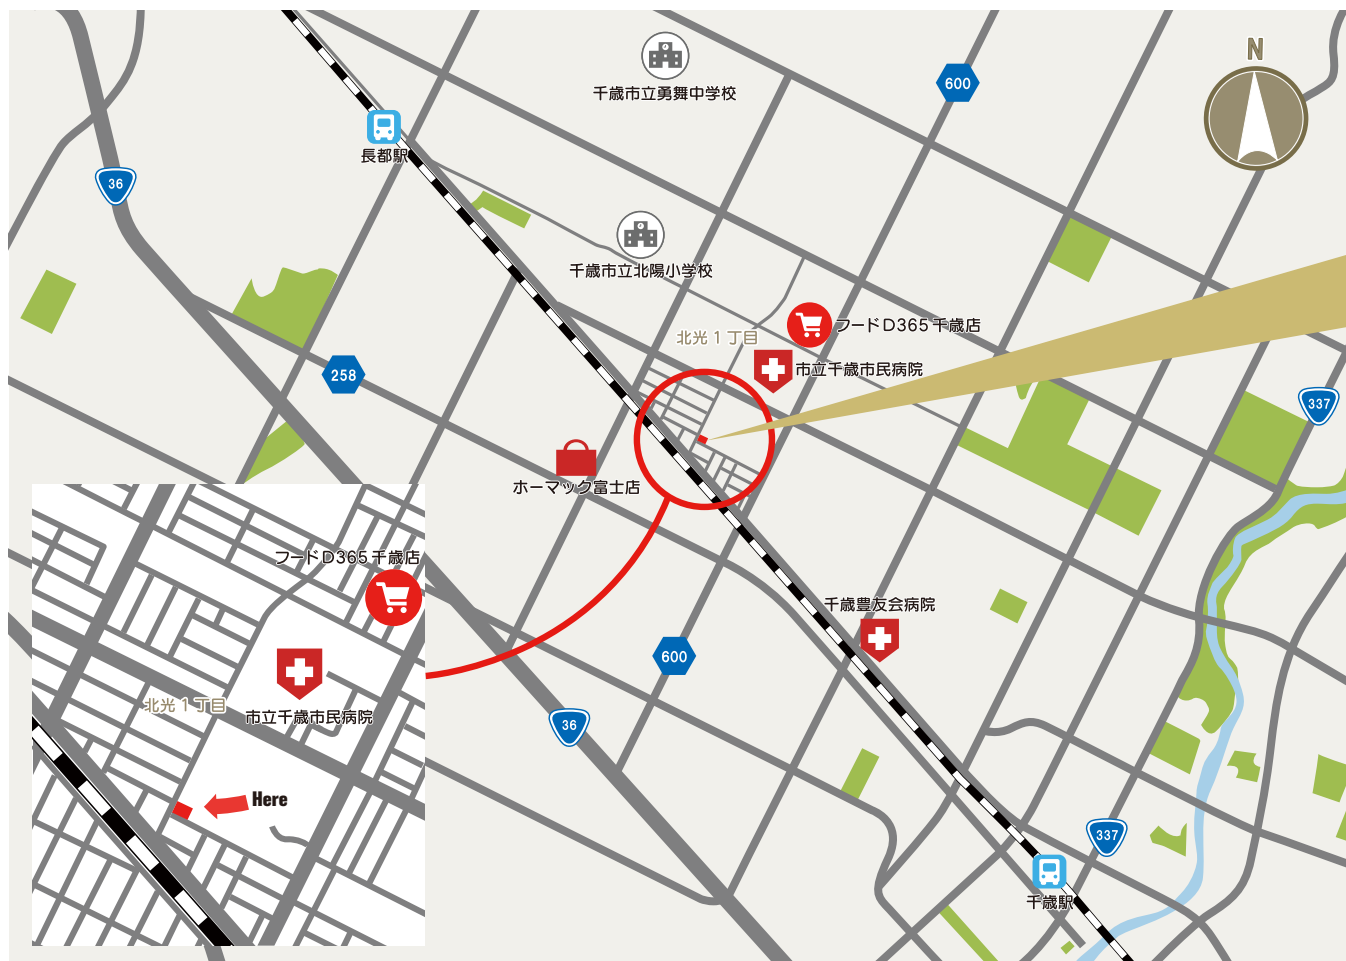 N
千歳市立勇舞中学校
600
長都駅
36
千歳市立北陽小学校
フードD365千歳店
北光1丁目
市立千歳市民病院
258
337
ホーマック富士店
フードD365千歳店
千歳豊友会病院
600
北光1丁目
市立千歳市民病院
36
Here
337
千歳駅